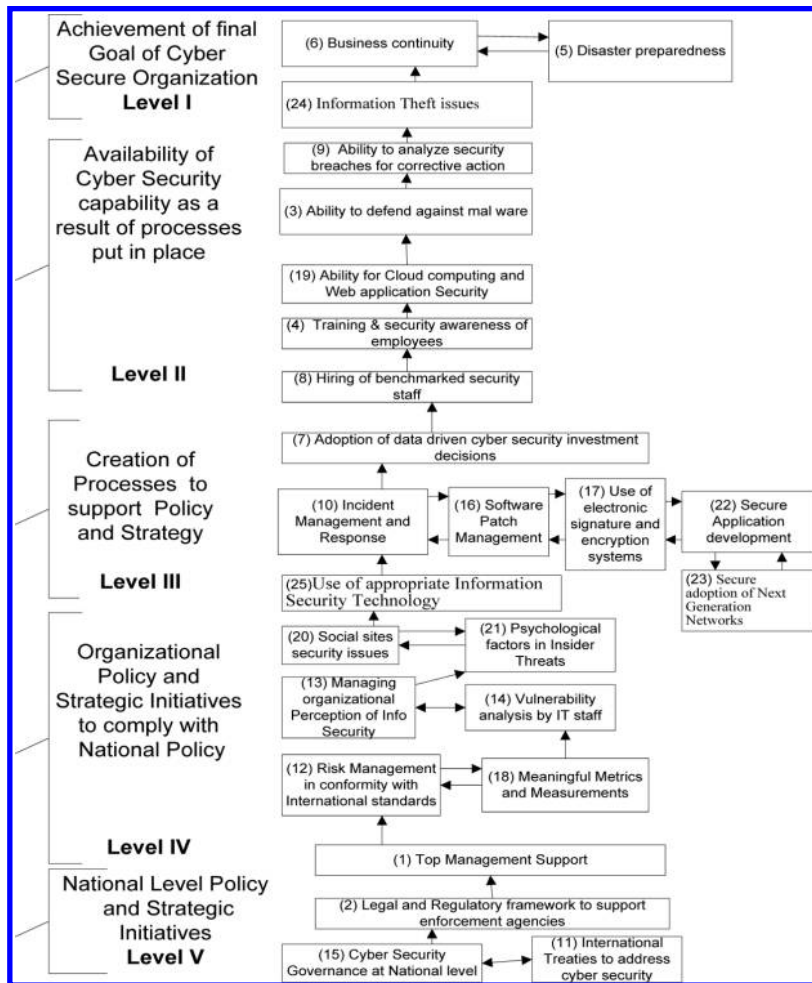 Achievement of final
Goal of Cyber
Secure Organization
Level I
(6) Business continuity
(5) Disaster preparedness
(24) Information Theft issues
Availability of
Cyber Security
capability as a
result of processes
put in place
Level II
(9) Ability to analyze security
breaches for corrective action
(3) Ability to defend against mal ware
(19) Ability for Cloud computing and
Web application Security
(4) Training & security awareness of
employees
(8) Hiring of benchmarked security
staff
Creation of
Processes to
support Policy
and Strategy
Level III
(7) Adoption of data driven cyber security investment
decisions
(10) Incident
Management and
Response
(16) Software
Patch
Management
(17) Use of
electronic
signature and
encryption
systems
(22) Secure
Application
development
(23) Secure
adoption of Next
Generation
Networks
(25)Use of appropriate Information
Security Technology
Organizational
Policy and
Strategic Initiatives
to comply with
National Policy
Level IV
(20) Social sites
security issues
(21) Psychological
factors in Insider
Threats
(13) Managing
organizational
Perception of Info
Security
(14) Vulnerability
analysis by IT staff
(12) Risk Management
in conformity with
International standards
(18) Meaningful Metrics
and Measurements
(1) Top Management Support
National Level Policy
and Strategic
Initiatives
Level V
(2) Legal and Regulatory framework to support
enforcement agencies
(15) Cyber Security
Governance at National level
(11) International
Treaties to address
cyber security